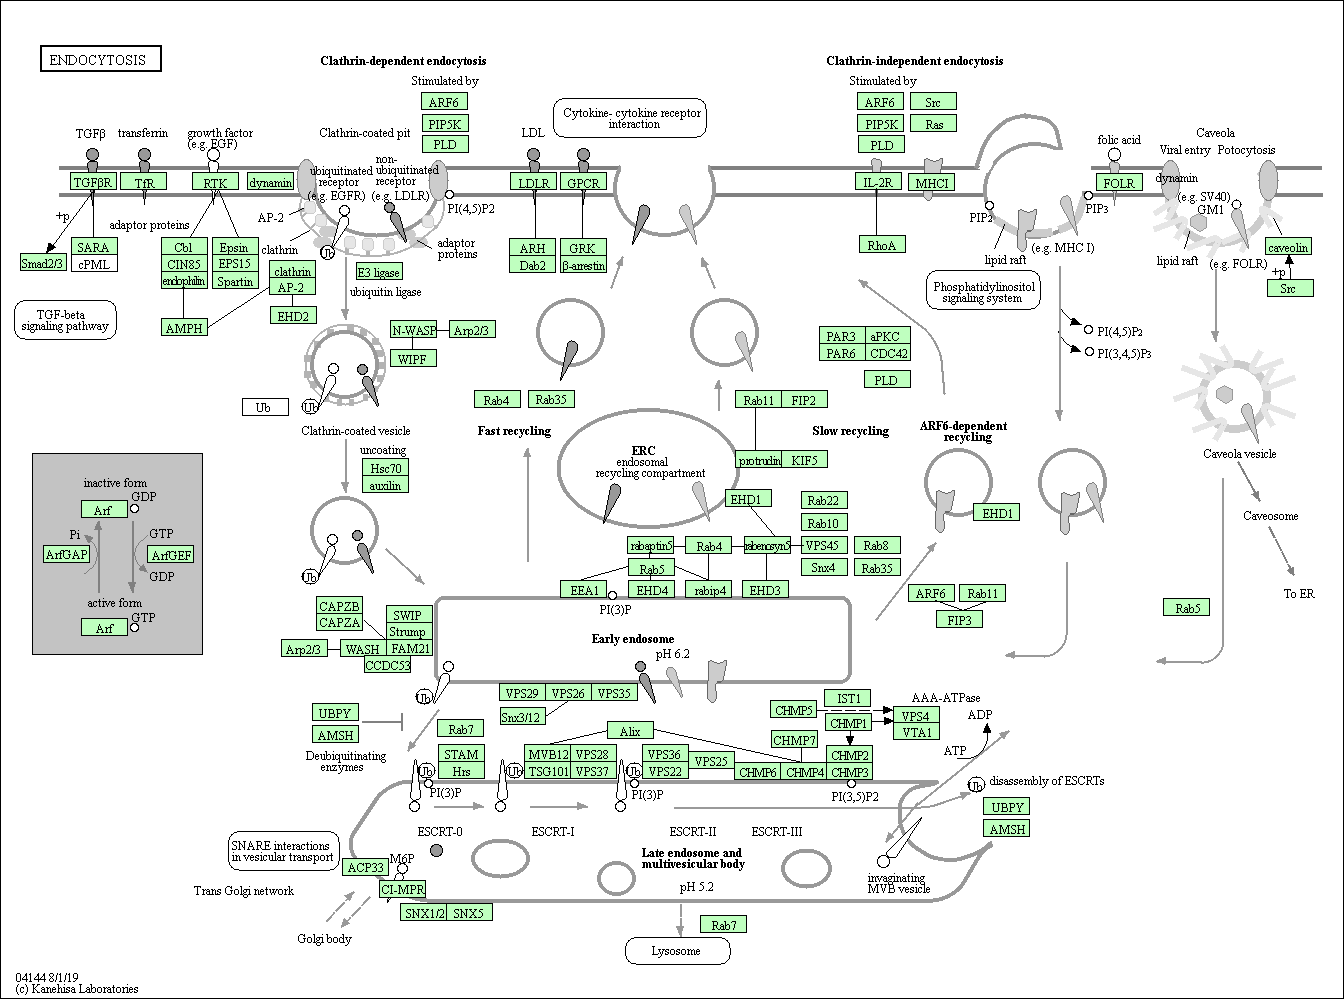 ENDOCYTOSIS
Clathrin-dependent endocytosis
Stimulated by
ARF6
PIP5K
PLD
Clathrin-independent endocytosis
Stimulated by
ARF6
Src
PIP5K
Ras
PLD
Cytokine- cytokine receptor
interaction
TGFβ
transferrin
growth factor
(e.g. EGF)
Clathrin-coated pit
LDL
folic acid
Caveola
Viral entry
Potocytosis
TGFβR
TfR
RTK
dynamin
ubiquitinated
receptor
(e.g. EGFR)
non-
ubiquitinated
receptor
(e.g. LDLR)
LDLR
GPCR
IL-2R
MHCI
FOLR
dynamin
(e.g. SV40)
GM1
PI(4,5)P2
PIP2
PIP3
+p
adaptor proteins
AP-2
clathrin
Ub
adaptor
proteins
Smad2/3
SARA
cPML
Cbl
CIN85
endophilin
Epsin
EPS15
Spartin
AMPH
clathrin
AP-2
EHD2
E3 ligase
ubiquitin ligase
ARH
Dab2
GRK
β-arrestin
RhoA
lipid raft
(e.g. MHC I)
lipid raft
(e.g. FOLR)
caveolin
+p
Src
TGF-beta
signaling pathway
Phosphatidylinositol
signaling system
PI(4,5)P2
PI(3,4,5)P3
N-WASP
Arp2/3
WIPF
PAR3
aPKC
PAR6
CDC42
PLD
Ub
Ub
Clathrin-coated vesicle
uncoating
Hsc70
auxilin
Ub
Rab4
Rab35
Fast recycling
Rab11
FIP2
Slow recycling
protrudin
KIF5
ERC
endosomal
recycling compartment
ARF6-dependent
recycling
Caveola vesicle
Caveosome
To ER
EHD1
EHD1
Rab22
Rab10
VPS45
Rab8
Snx4
Rab35
rabaptin5
Rab4
rabenosyn5
Rab5
EEA1
EHD4
rabip4
EHD3
PI(3)P
ARF6
Rab11
FIP3
Rab5
inactive form
Arf
GDP
Pi
GTP
ArfGAP
ArfGEF
GDP
active form
Arf
GTP
CAPZB
CAPZA
SWIP
Strump
Arp2/3
WASH
FAM21
CCDC53
Early endosome
pH 6.2
Ub
UBPY
AMSH
Deubiquitinating
enzymes
VPS29
VPS26
VPS35
Snx3/12
Rab7
STAM
Hrs
Alix
MVB12
VPS28
TSG101
VPS37
VPS36
VPS22
VPS25
CHMP5
IST1
CHMP1
CHMP7
CHMP2
CHMP6
CHMP4
CHMP3
AAA-ATPase
VPS4
VTA1
ADP
ATP
Ub
Ub
Ub
PI(3)P
PI(3)P
PI(3,5)P2
Ub
disassembly of ESCRTs
UBPY
AMSH
ESCRT-0
ESCRT-I
ESCRT-II
ESCRT-III
SNARE interactions
in vesicular transport
Late endosome and
multivesicular body
pH 5.2
invaginating
MVB vesicle
ACP33
M6P
CI-MPR
SNX1/2
SNX5
Trans Golgi network
Golgi body
Rab7
Lysosome
04144 8/1/19
(c) Kanehisa Laboratories